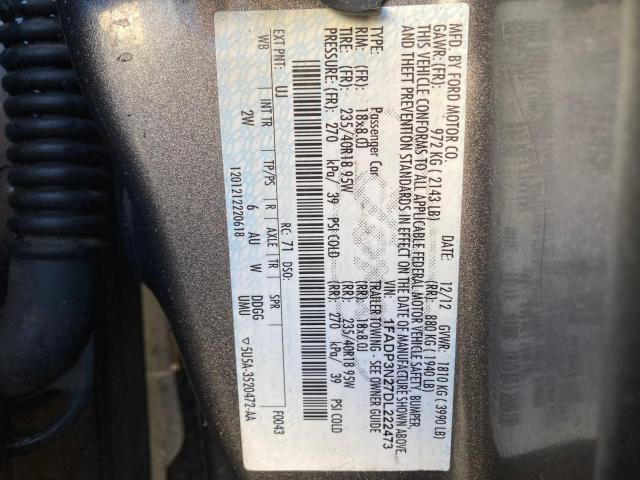 MFD. BY FORD MOTOR CO.
DATE: 12/12 GVWR: 1810 KG ( 3990 LB)
GAWR: (FR): 972 KG ( 2143 LB) (RR): 880 KG ( 1940 LB)
THIS VEHICLE CONFORMS TO ALL APPLICABLE FEDERAL MOTOR VEHICLE SAFETY, BUMPER,
AND THEFT PREVENTION STANDARDS IN EFFECT ON THE DATE OF MANUFACTURE SHOWN ABOVE.
VIN: 1FADP3N27DL222473
TYPE: Passenger Car TRAILER TOWING - SEE OWNER GUIDE
RIM: (FR): 18x8.0J (RR): 18x8.0J
TIRE: (FR): 235/40R18 95W (RR): 235/40R18 95W
PRESSURE: (FR): 270 kPa/ 39 PSI COLD (RR): 270 kPa/ 39 PSI COLD
EXT PNT: UJ RC: 71 DSO: F0043
WB INT TR TP/PS R AXLE TR SPR
2W 6 AU W DDGG UMU
1201212220618 ▽5U5A-3520472-AA